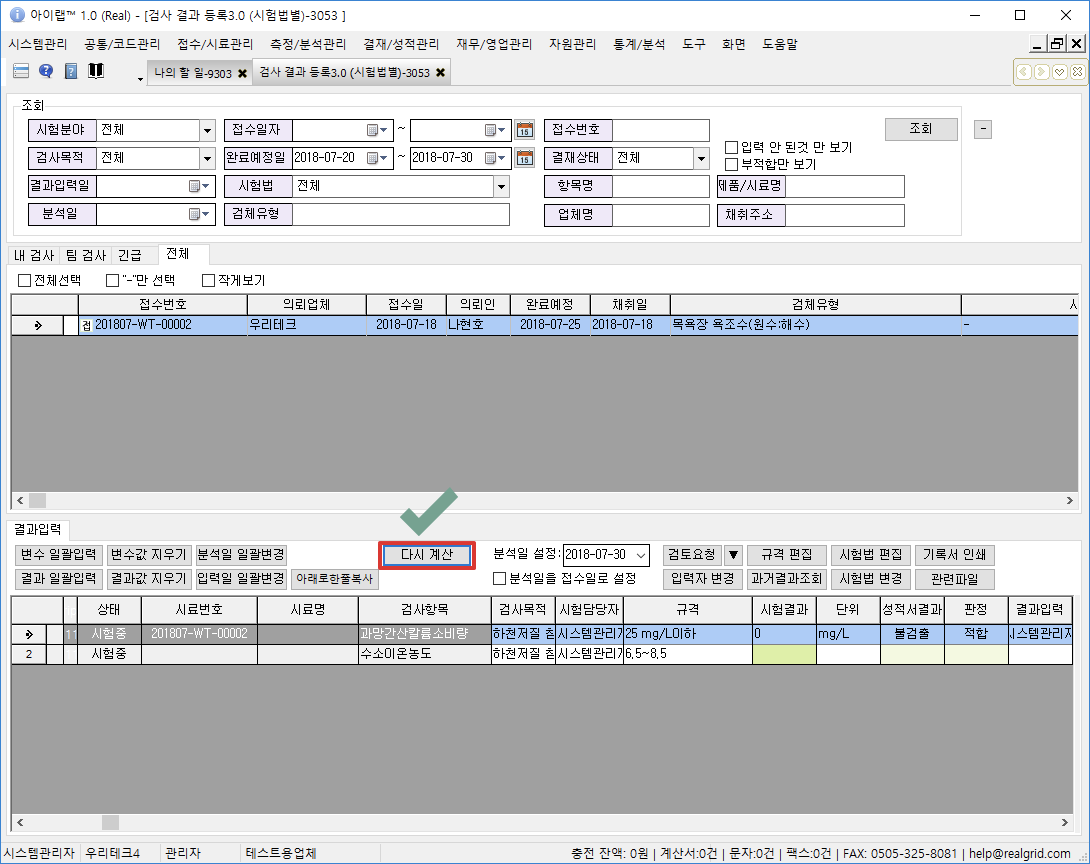 아이랩™ 1.0 (Real) - [검사 결과 등록3.0 (시험법별)-3053 ]
시스템관리 공통/코드관리 접수/시료관리 측정/분석관리 결재/성적관리 재무/영업관리 자원관리 통계/분석 도구 화면 도움말
나의 할 일-9303 검사 결과 등록3.0 (시험법별)-3053
조회
시험분야 전체 접수일자 ~ 15 접수번호 조회 -
검사목적 전체 완료예정일 2018-07-20 ~ 2018-07-30 15 결재상태 전체 입력 안 된것 만 보기
부적합만 보기
결과입력일 시험법 전체 항목명 제품/시료명
분석일 검체유형 업체명 채취주소
내 검사 팀 검사 긴급 전체
전체선택 "-"만 선택 작게보기
접수번호 의뢰업체 접수일 의뢰인 완료예정 채취일 검체유형
접 201807-WT-00002 우리테크 2018-07-18 나현호 2018-07-25 2018-07-18 목욕장 욕조수(원수:해수) -
결과입력
변수 일괄입력 변수값 지우기 분석일 일괄변경 다시 계산 분석일 설정: 2018-07-30 검토요청 ▼ 규격 편집 시험법 편집 기록서 인쇄
결과 일괄입력 결과값 지우기 입력일 일괄변경 아래로한줄복사 분석일을 접수일로 설정 입력자 변경 과거결과조회 시험법 변경 관련파일
상태 시료번호 시료명 검사항목 검사목적 시험담당자 규격 시험결과 단위 성적서결과 판정 결과입력
시험중 201807-WT-00002 과망간산칼륨소비량 하천저질 침 시스템관리자 25 mg/L이하 0 mg/L 불검출 적합 시스템관리자
2 시험중 수소이온농도 하천저질 침 시스템관리자 6.5~8.5
시스템관리자 우리테크4 관리자 테스트용업체 충전 잔액: 0원 | 계산서:0건 | 문자:0건 | 팩스:0건 | FAX: 0505-325-8081 | help@realgrid.com